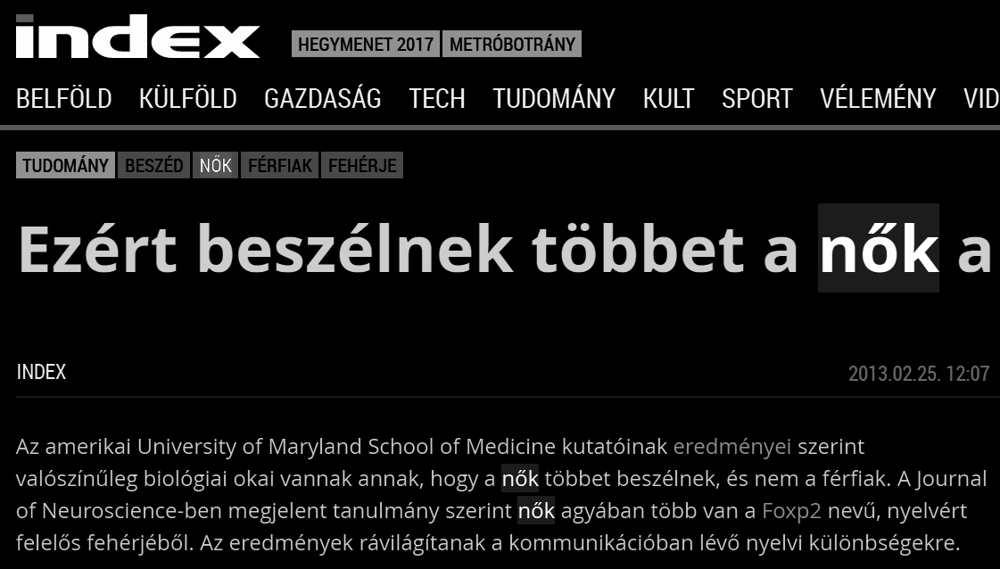 index
HEGYMENET 2017 METRÓBOTRÁNY
BELFÖLD KÜLFÖLD GAZDASÁG TECH TUDOMÁNY KULT SPORT VÉLEMÉNY VID
TUDOMÁNY BESZÉD NŐK FÉRFIAK FEHÉRJE
Ezért beszélnek többet a nők a
INDEX 2013.02.25. 12:07
Az amerikai University of Maryland School of Medicine kutatóinak eredményei szerint
valószínűleg biológiai okai vannak annak, hogy a nők többet beszélnek, és nem a férfiak. A Journal
of Neuroscience-ben megjelent tanulmány szerint nők agyában több van a Foxp2 nevű, nyelvért
felelős fehérjéből. Az eredmények rávilágítanak a kommunikációban lévő nyelvi különbségekre.